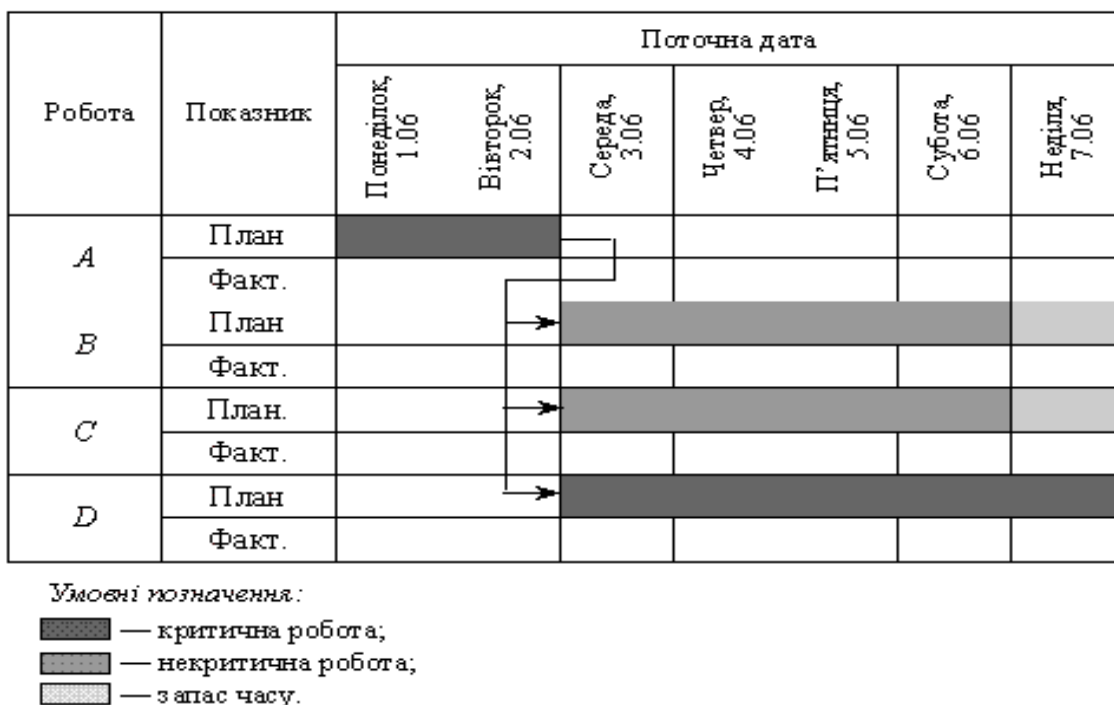 Поточна дата
Робота Показник
Понеділок, 1.06
Вівторок, 2.06
Середа, 3.06
Четвер, 4.06
П’ятниця, 5.06
Субота, 6.06
Неділя, 7.06
A
План
Факт.
B
План
Факт.
C
План.
Факт.
D
План
Факт.
Умовні позначення:
— критична робота;
— некритична робота;
— запас часу.